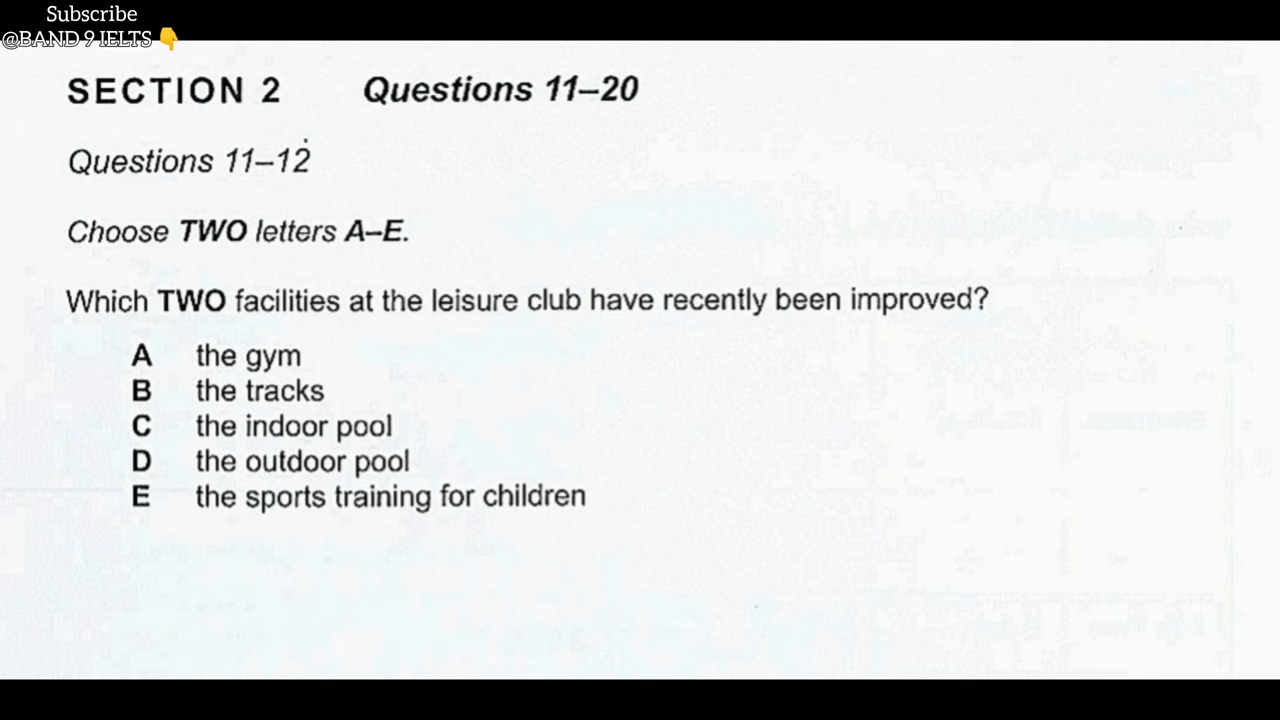 Subscribe
@BAND 9 IELTS 👇
SECTION 2 Questions 11–20
Questions 11–12
Choose TWO letters A–E.
Which TWO facilities at the leisure club have recently been improved?
A the gym
B the tracks
C the indoor pool
D the outdoor pool
E the sports training for children